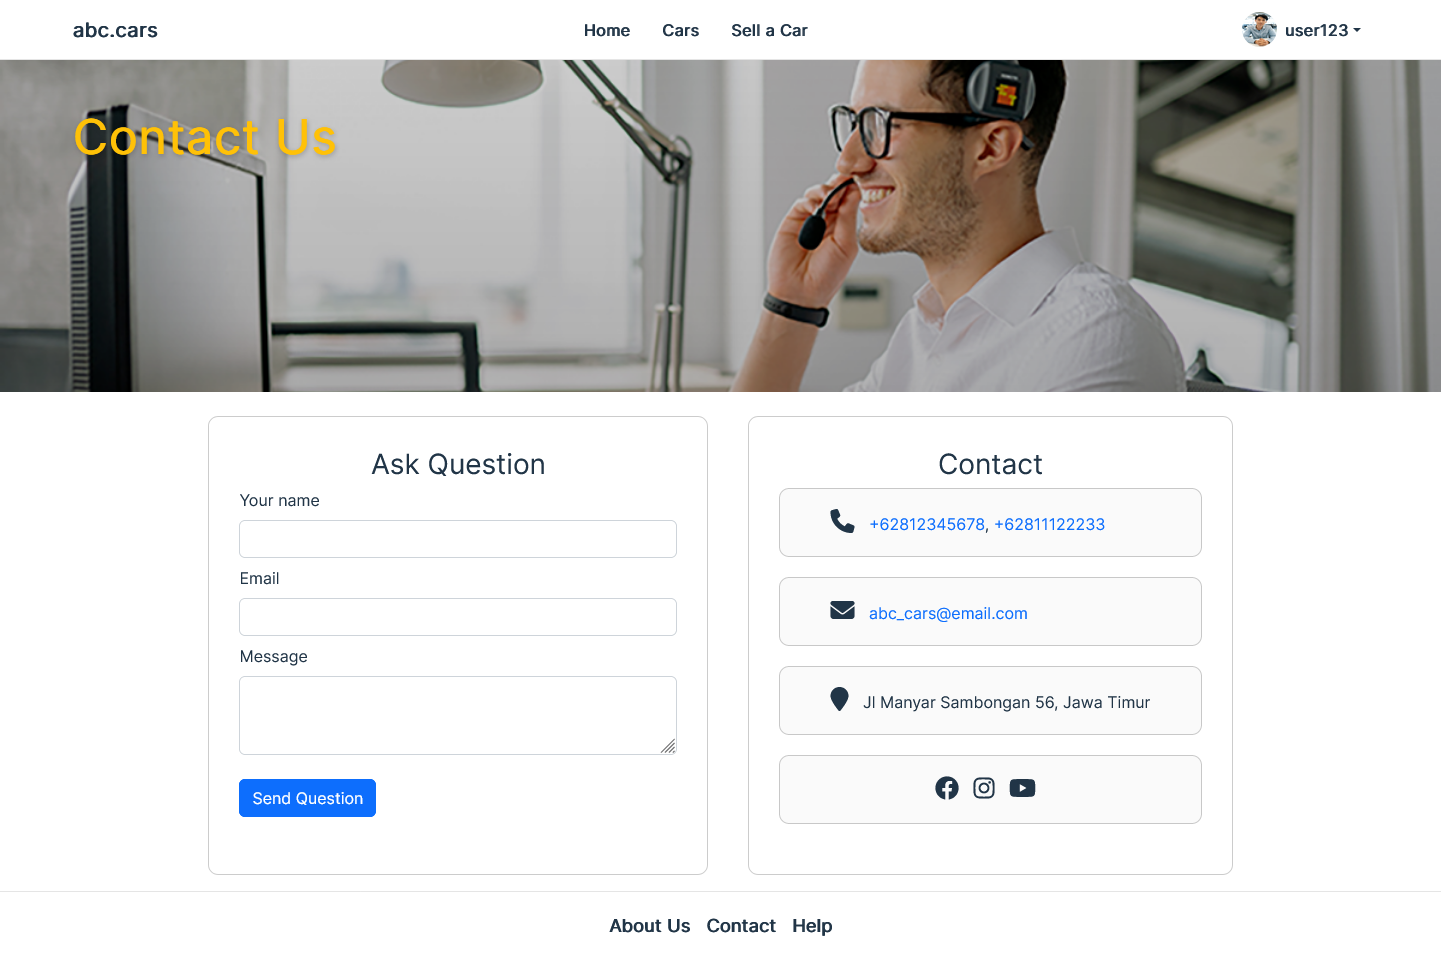 abc.cars
Home
Cars
Sell a Car
user123
Contact Us
Ask Question
Your name
Email
Message
Send Question
Contact
+62812345678, +62811122233
abc_cars@email.com
Jl Manyar Sambongan 56, Jawa Timur
About Us
Contact
Help